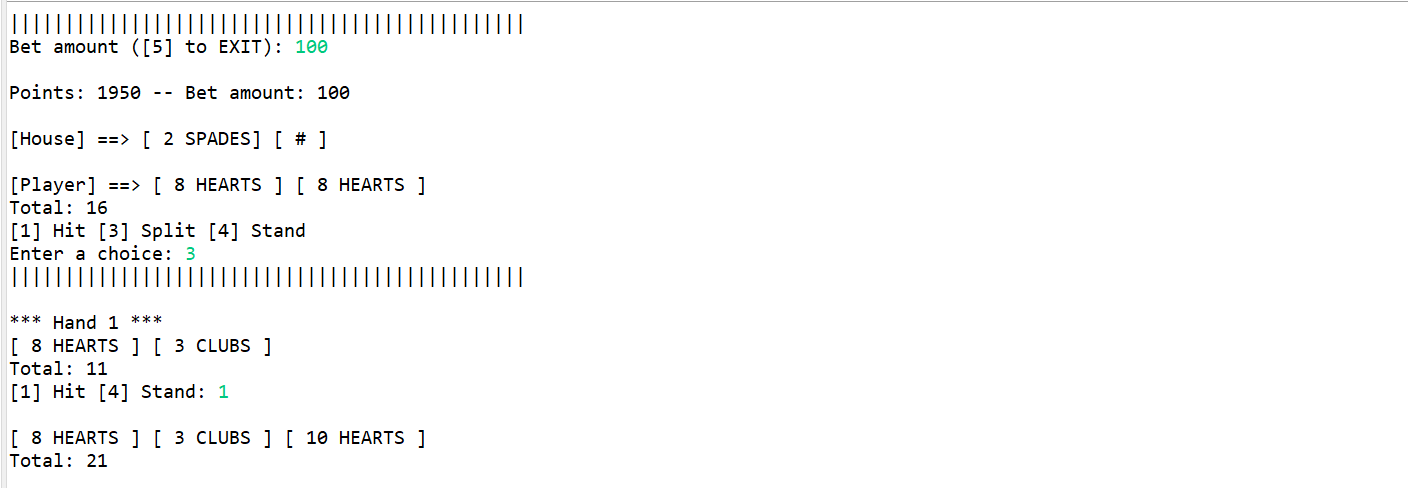 ||||||||||||||||||||||||||||||||||||||||||||||||
Bet amount ([5] to EXIT): 100
Points: 1950 -- Bet amount: 100
[House] ==> [ 2 SPADES] [ # ]
[Player] ==> [ 8 HEARTS ] [ 8 HEARTS ]
Total: 16
[1] Hit [3] Split [4] Stand
Enter a choice: 3
||||||||||||||||||||||||||||||||||||||||||||||||
*** Hand 1 ***
[ 8 HEARTS ] [ 3 CLUBS ]
Total: 11
[1] Hit [4] Stand: 1
[ 8 HEARTS ] [ 3 CLUBS ] [ 10 HEARTS ]
Total: 21